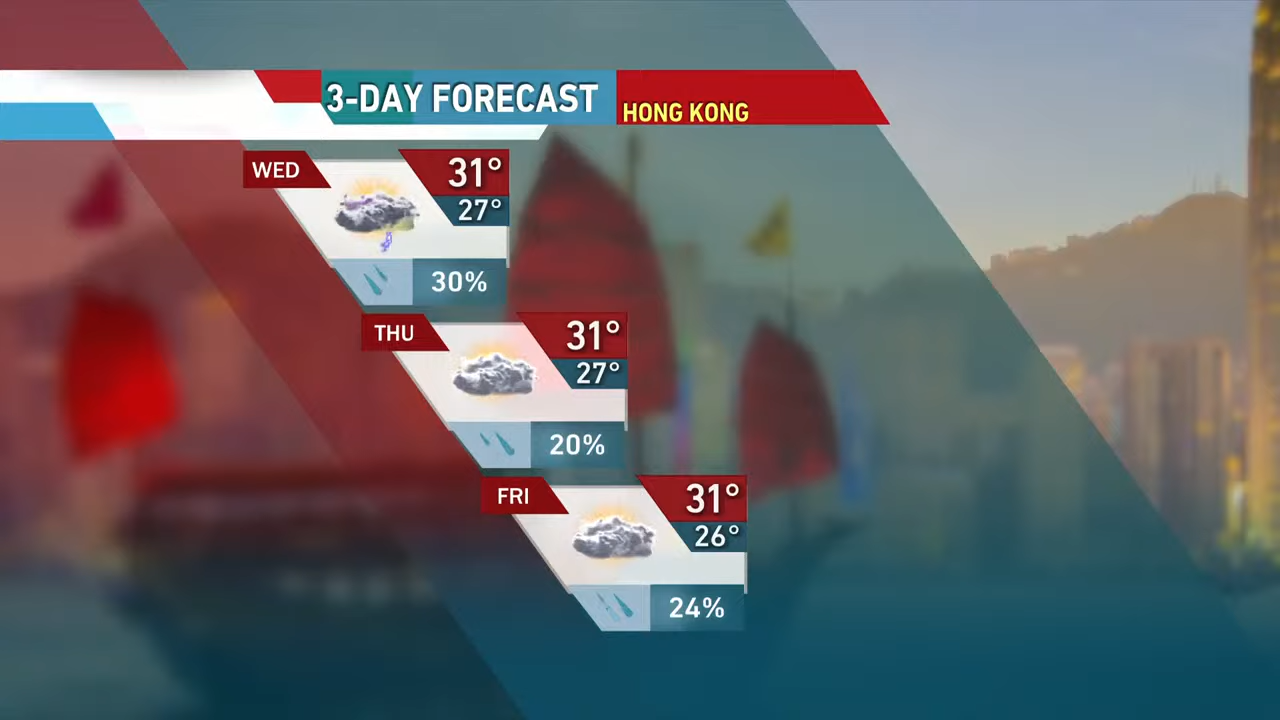 3-DAY FORECAST
HONG KONG
WED
31°
27°
30%
THU
31°
27°
20%
FRI
31°
26°
24%